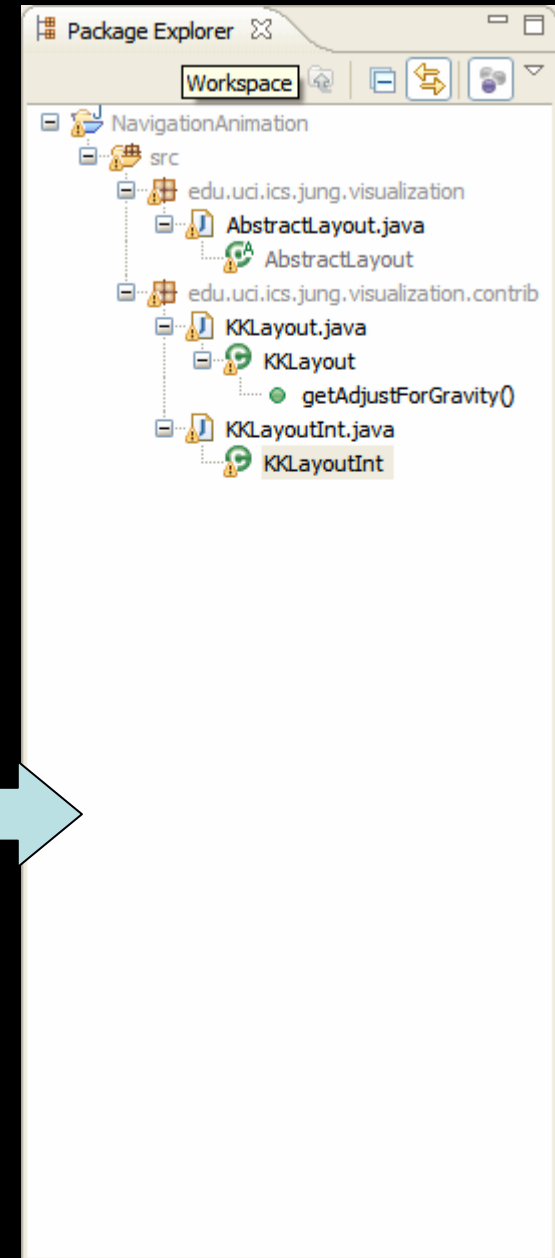 Package Explorer
Workspace
NavigationAnimation
src
edu.uci.ics.jung.visualization
AbstractLayout.java
AbstractLayout
edu.uci.ics.jung.visualization.contrib
KKLayout.java
KKLayout
getAdjustForGravity()
KKLayoutInt.java
KKLayoutInt